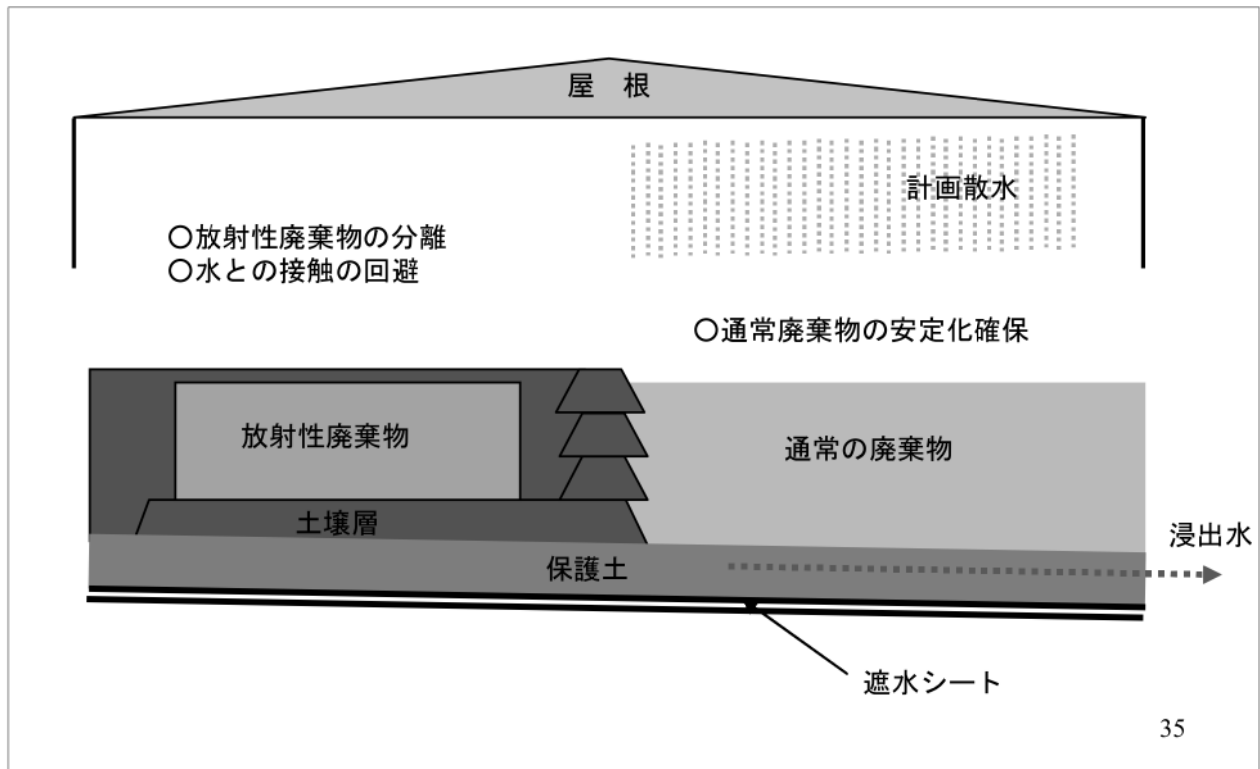 屋 根
計画散水
○放射性廃棄物の分離
○水との接触の回避
○通常廃棄物の安定化確保
放射性廃棄物
通常の廃棄物
土壌層
浸出水
保護土
遮水シート
35